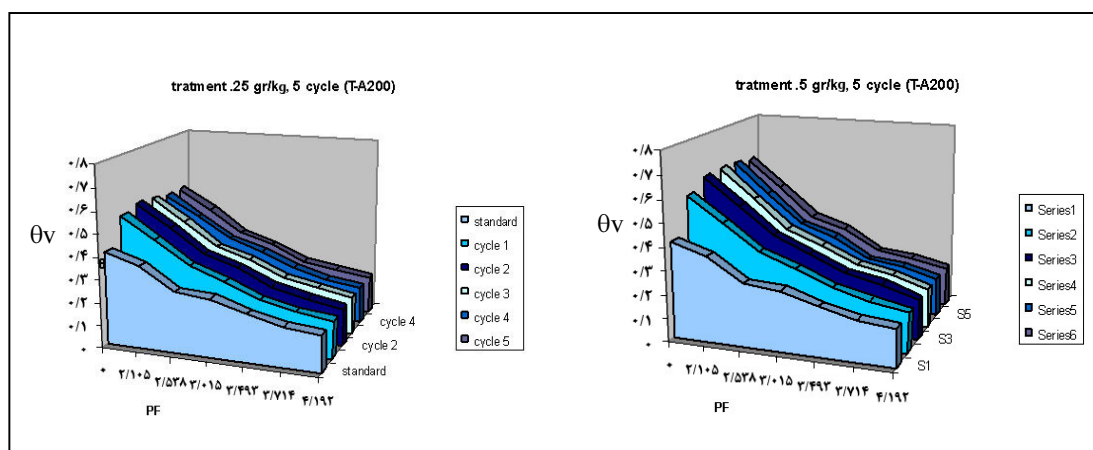 tratment .25 gr/kg, 5 cycle (T-A200)
۰/۸
۰/۷
۰/۶
۰/۵
۰/۴
۰/۳
۰/۲
۰/۱
۰
θv
۰
۲/۱۰۵
۲/۵۳۸
۳/۰۱۵
۳/۴۹۳
۳/۷۱۴
۴/۱۹۲
PF
standard
cycle 2
cycle 4
standard
cycle 1
cycle 2
cycle 3
cycle 4
cycle 5
tratment .5 gr/kg, 5 cycle (T-A200)
۰/۸
۰/۷
۰/۶
۰/۵
۰/۴
۰/۳
۰/۲
۰/۱
۰
θv
۰
۲/۱۰۵
۲/۵۳۸
۳/۰۱۵
۳/۴۹۳
۳/۷۱۴
۴/۱۹۲
PF
S1
S3
S5
Series1
Series2
Series3
Series4
Series5
Series6